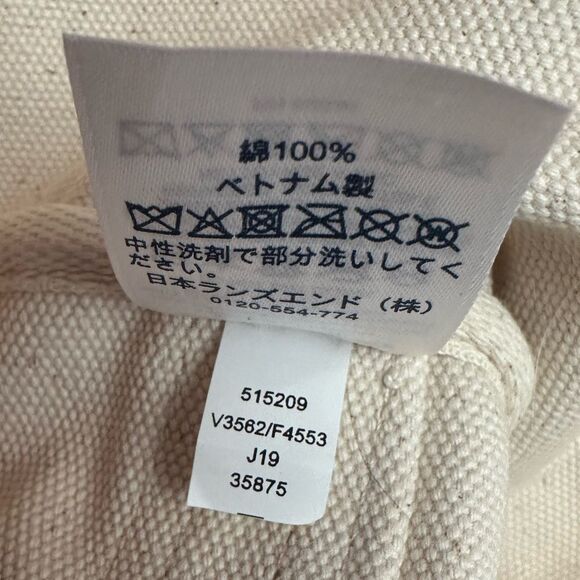 綿100%
ベトナム製
中性洗剤で部分洗いしてく
ださい。
日本ランズエンド（株）
0120-554-774
515209
V3562/F4553
J19
35875